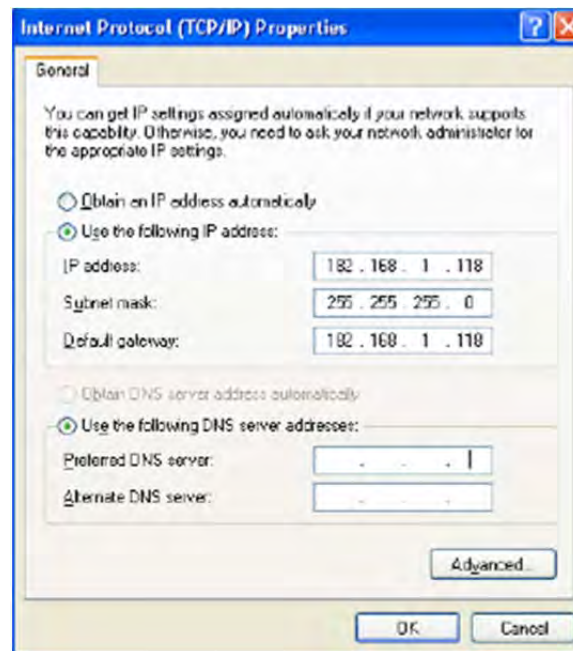 Internet Protocol (TCP/IP) Properties
General
You can get IP settings assigned automatically if your network supports
this capability. Otherwise, you need to ask your network administrator for
the appropriate IP settings.
Obtain an IP address automatically
Use the following IP address:
IP address: 192 . 168 . 1 . 118
Subnet mask: 255 . 255 . 255 . 0
Default gateway: 192 . 168 . 1 . 118
Obtain DNS server address automatically
Use the following DNS server addresses:
Preferred DNS server: . . .
Alternate DNS server: . . .
Advanced...
OK Cancel